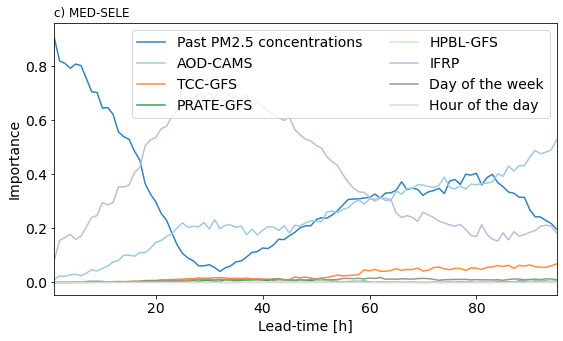 c) MED-SELE
Past PM2.5 concentrations
AOD-CAMS
TCC-GFS
PRATE-GFS
HPBL-GFS
IFRP
Day of the week
Hour of the day
Importance
0.8
0.6
0.4
0.2
0.0
20 40 60 80
Lead-time [h]